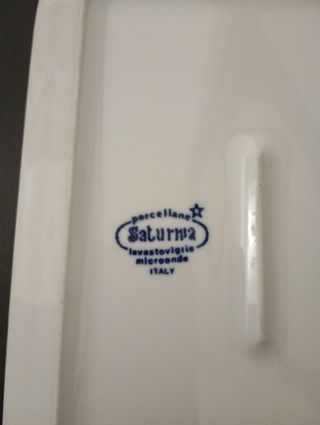 porcellane
Saturnia
lavastoviglie
microonde
ITALY